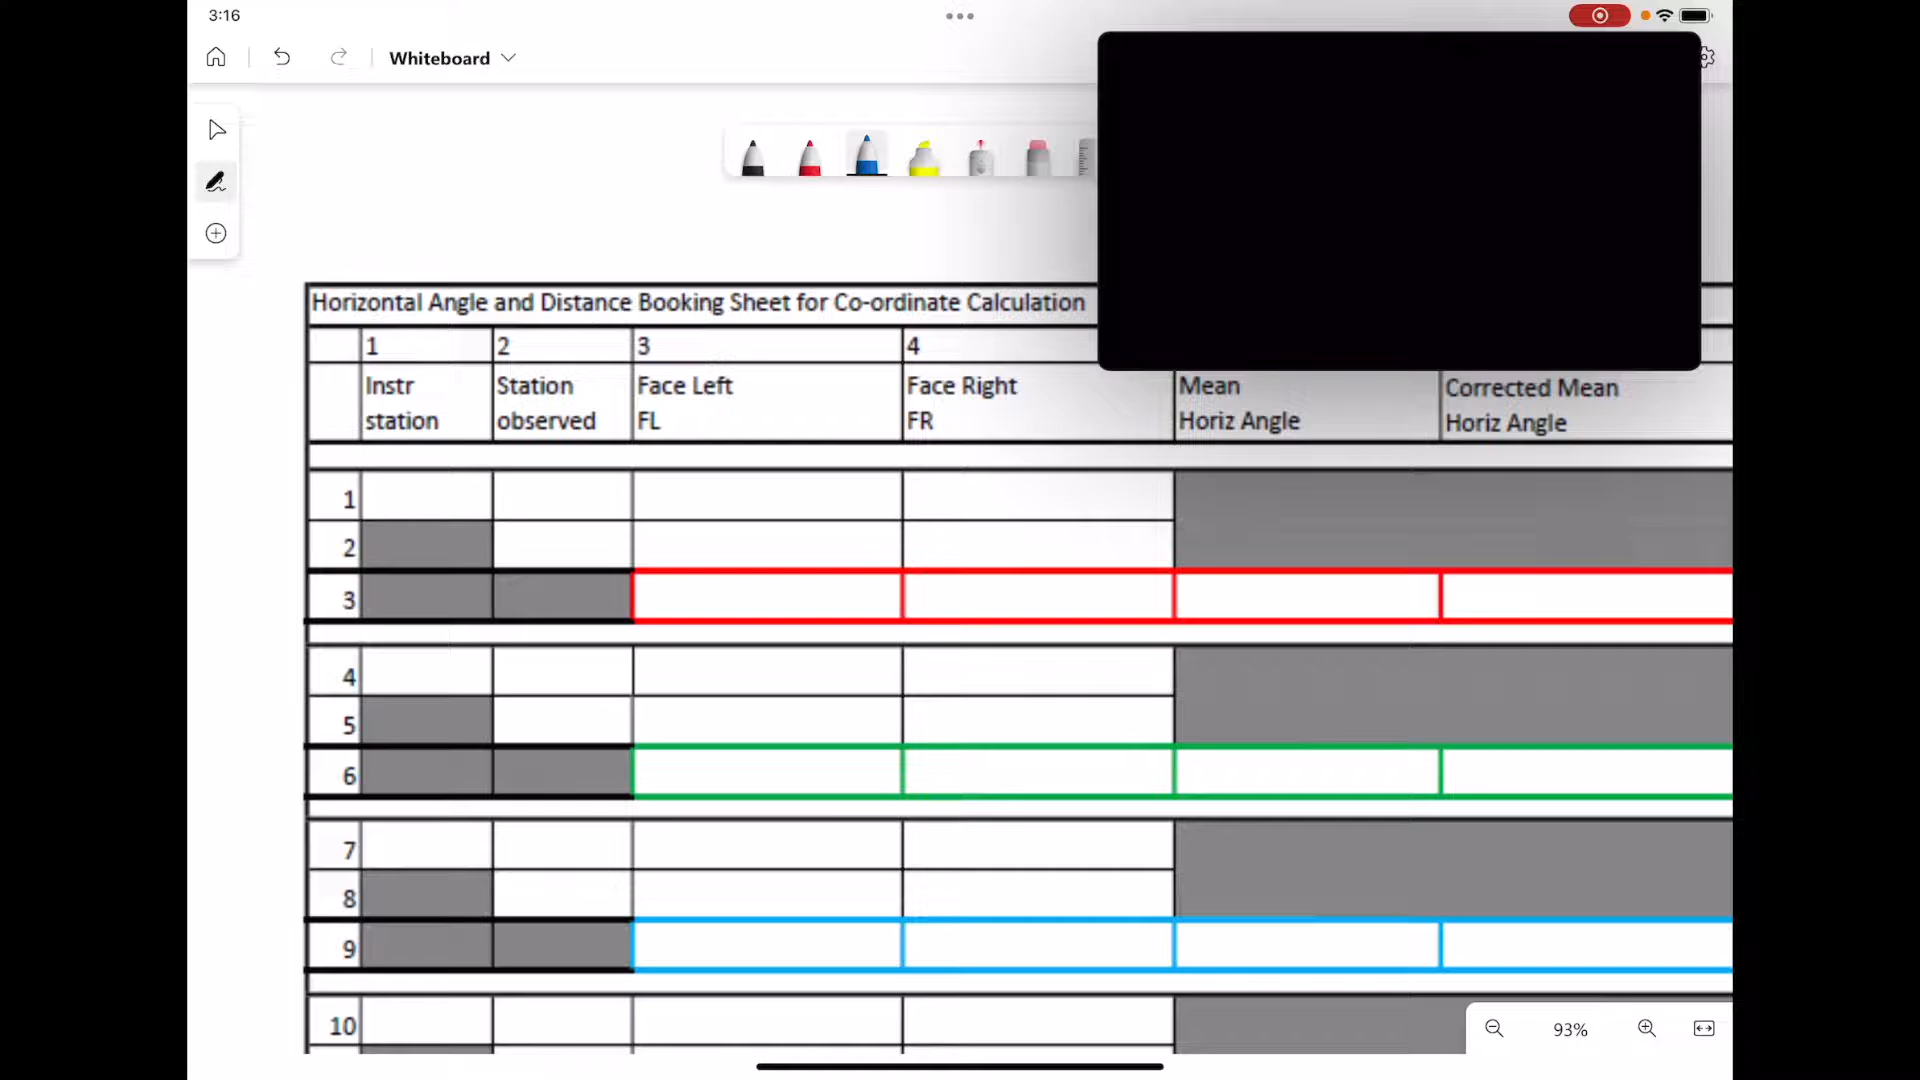 3:16
Whiteboard
Horizontal Angle and Distance Booking Sheet for Co-ordinate Calculation
1 2 3 4
Instr station
Station observed
Face Left FL
Face Right FR
Mean Horiz Angle
Corrected Mean Horiz Angle
1
2
3
4
5
6
7
8
9
10
93%